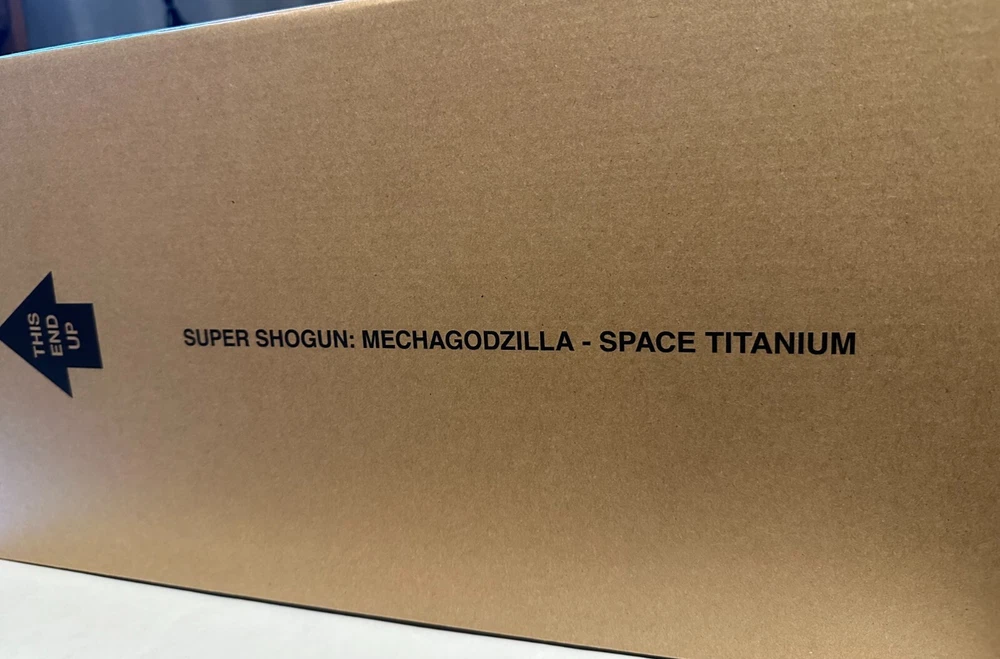 THIS
END
UP
SUPER SHOGUN: MECHAGODZILLA - SPACE TITANIUM